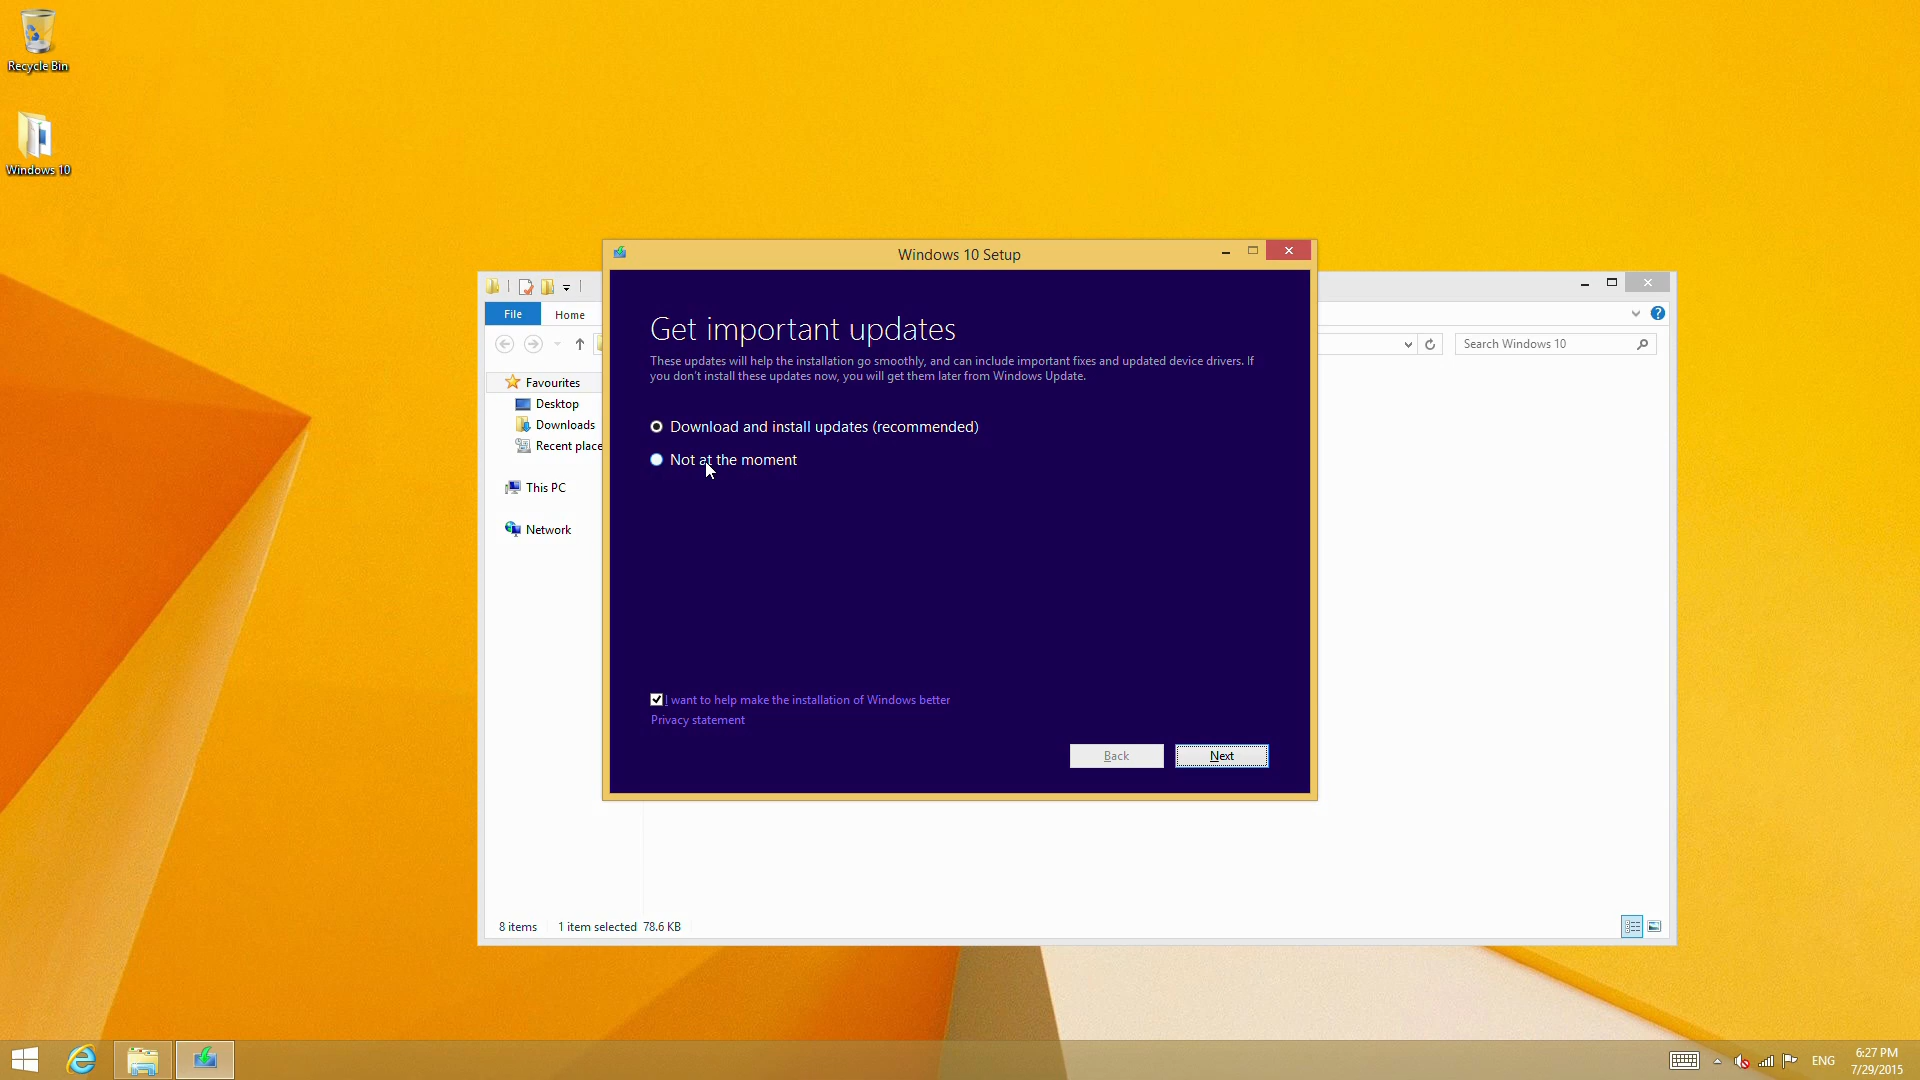 Recycle Bin
Windows 10
Windows 10 Setup
File
Home
Search Windows 10
Favourites
Desktop
Downloads
Recent place
This PC
Network
Get important updates
These updates will help the installation go smoothly, and can include important fixes and updated device drivers. If
you don't install these updates now, you will get them later from Windows Update.
Download and install updates (recommended)
Not at the moment
I want to help make the installation of Windows better
Privacy statement
Back
Next
8 items
1 item selected 78.6 KB
ENG
6:27 PM
7/29/2015